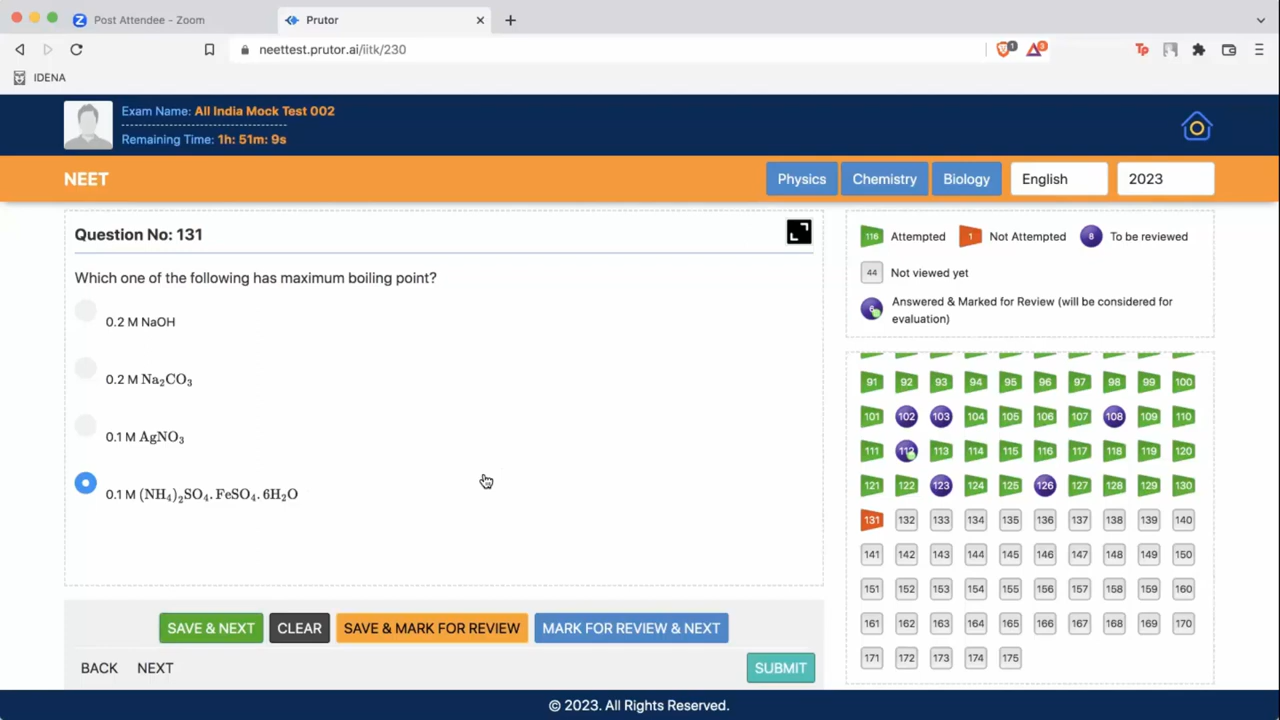 Post Attendee - Zoom
Prutor
neettest.prutor.ai/iitk/230
1
3
Tp
IDENA
Exam Name: All India Mock Test 002
Remaining Time: 1h: 51m: 9s
NEET
Physics
Chemistry
Biology
English
2023
Question No: 131
Which one of the following has maximum boiling point?
0.2 M NaOH
0.2 M Na₂CO₃
0.1 M AgNO₃
0.1 M (NH₄)₂SO₄.FeSO₄.6H₂O
SAVE & NEXT
CLEAR
SAVE & MARK FOR REVIEW
MARK FOR REVIEW & NEXT
BACK
NEXT
SUBMIT
116 Attempted
1 Not Attempted
8 To be reviewed
44 Not viewed yet
Answered & Marked for Review (will be considered for
evaluation)
91 92 93 94 95 96 97 98 99 100
101 102 103 104 105 106 107 108 109 110
111 112 113 114 115 116 117 118 119 120
121 122 123 124 125 126 127 128 129 130
131 132 133 134 135 136 137 138 139 140
141 142 143 144 145 146 147 148 149 150
151 152 153 154 155 156 157 158 159 160
161 162 163 164 165 166 167 168 169 170
171 172 173 174 175
© 2023. All Rights Reserved.